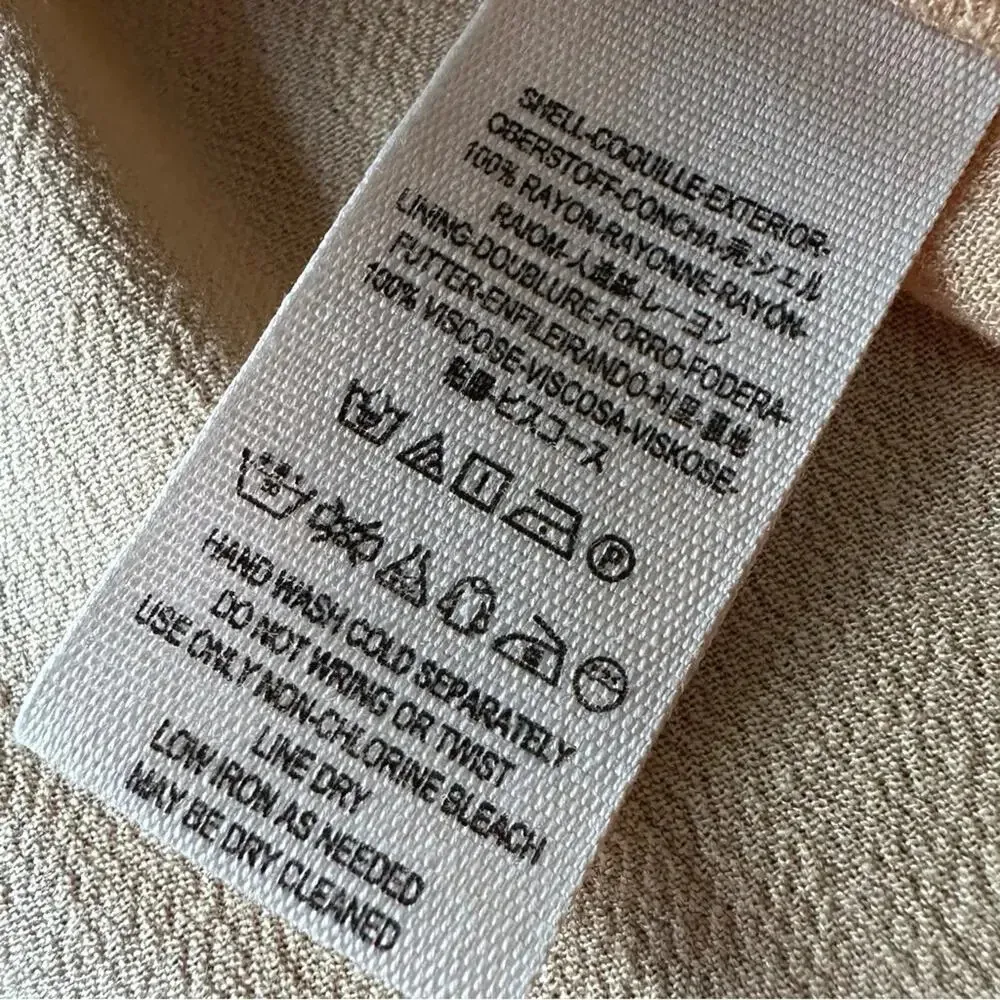 SHELL-COQUILLE-EXTERIOR-
OBERSTOFF-CONCHA-売-シェル
100% RAYON-RAYONNE-RAYÓN-
RAIOM-人造絲-レーヨン
LINING-DOUBLURE-FORRO-FODERA-
FUTTER-ENFILEIRANDO-村里-裏地
100% VISCOSE-VISCOSA-VISKOSE-
粘膠-ビスコース
P
HAND WASH COLD SEPARATELY
DO NOT WRING OR TWIST
USE ONLY NON-CHLORINE BLEACH
LINE DRY
LOW IRON AS NEEDED
MAY BE DRY CLEANED